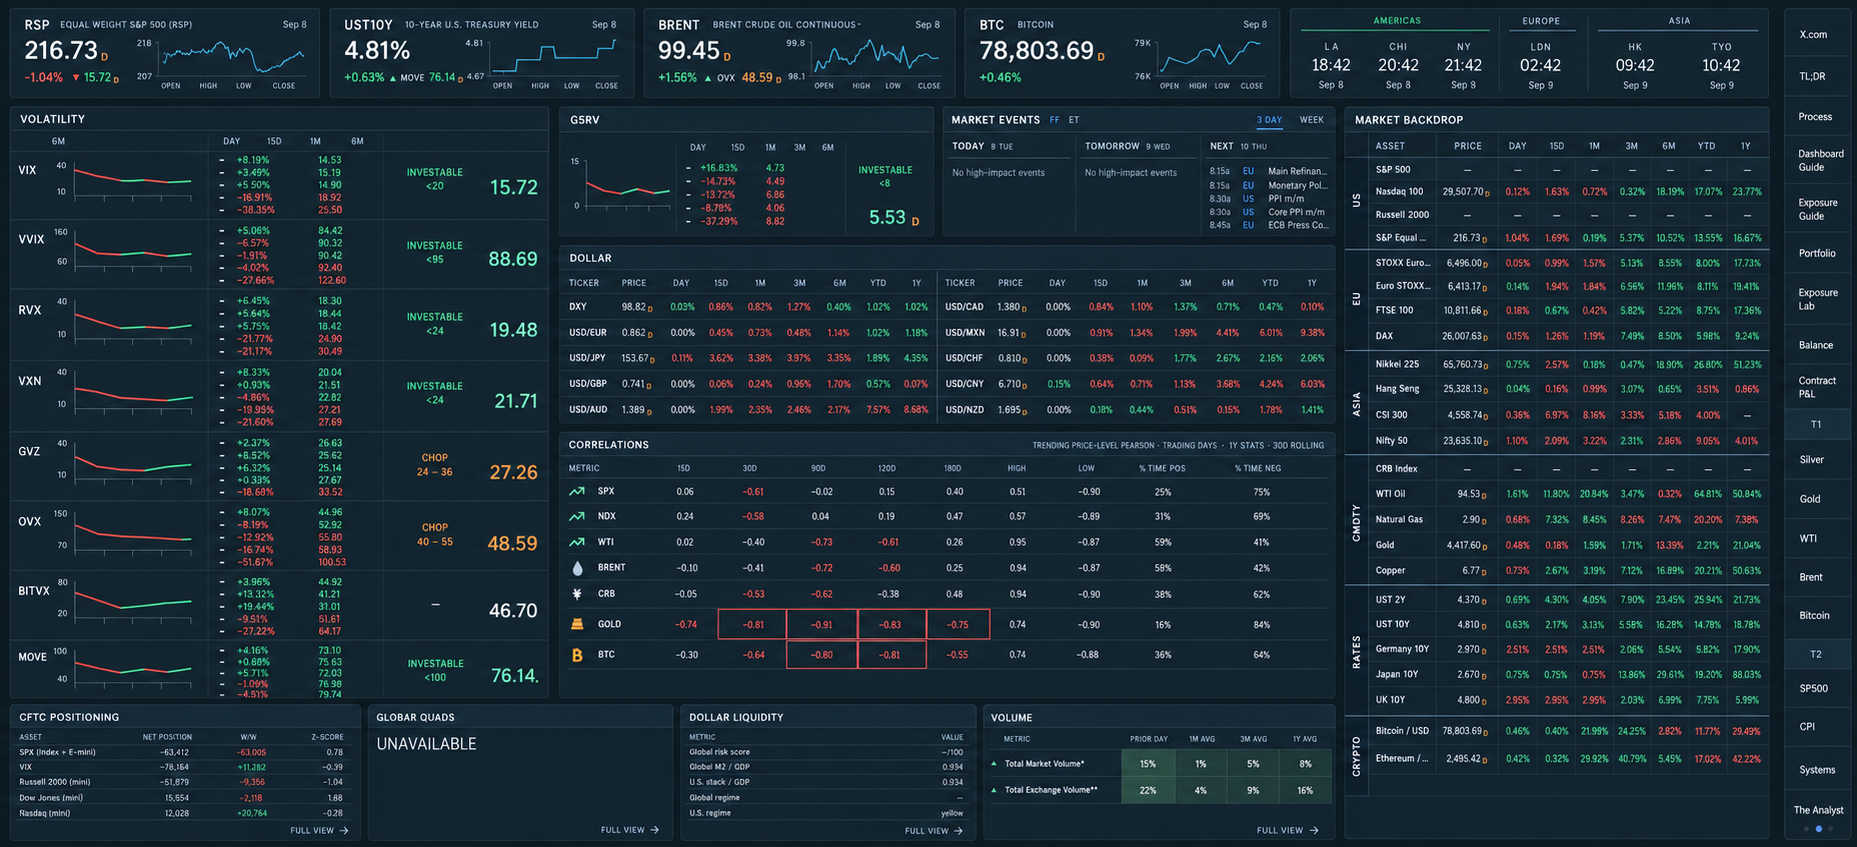 RSP EQUAL WEIGHT S&P 500 (RSP) Sep 8
216.73 D
-1.04% ▼ 15.72 D
218
207
OPEN HIGH LOW CLOSE
UST10Y 10-YEAR U.S. TREASURY YIELD Sep 8
4.81%
+0.63% ▲ MOVE 76.14 D
4.81
4.67
OPEN HIGH LOW CLOSE
BRENT BRENT CRUDE OIL CONTINUOUS - Sep 8
99.45 D
+1.56% ▲ OVX 48.59 D
99.8
98.1
OPEN HIGH LOW CLOSE
BTC BITCOIN Sep 8
78,803.69 D
+0.46%
79K
76K
OPEN HIGH LOW CLOSE
AMERICAS EUROPE ASIA
LA CHI NY LDN HK TYO
18:42 20:42 21:42 02:42 09:42 10:42
Sep 8 Sep 8 Sep 8 Sep 9 Sep 9 Sep 9
VOLATILITY
6M DAY 15D 1M 6M
VIX 40 10
– +8.19% 14.53
– +3.49% 15.19
– +5.50% 14.90
– -16.91% 18.92
– -38.35% 25.50
INVESTABLE
<20
15.72
VVIX 160 60
– +5.06% 84.42
– -6.57% 90.32
– -1.91% 90.42
– -4.02% 92.40
– -27.66% 122.60
INVESTABLE
<95
88.69
RVX 40 10
– +6.45% 18.30
– +5.64% 18.44
– +5.75% 18.42
– -21.77% 24.90
– -21.17% 30.49
INVESTABLE
<24
19.48
VXN 40 10
– +8.33% 20.04
– +0.93% 21.51
– -4.86% 22.82
– -19.95% 27.21
– -21.60% 27.69
INVESTABLE
<24
21.71
GVZ 40 10
– +2.37% 26.63
– +8.52% 25.62
– +6.32% 25.14
– +0.33% 27.67
– -18.68% 33.52
CHOP
24 – 36
27.26
OVX 150 70
– +8.07% 44.96
– -8.19% 52.92
– -12.92% 55.80
– -16.74% 58.93
– -51.67% 100.53
CHOP
40 – 55
48.59
BITVX 80 20
– +3.96% 44.92
– +13.32% 41.21
– +19.44% 31.01
– -9.51% 51.61
– -27.22% 64.17
–
46.70
MOVE 100 40
– +4.16% 73.10
– +0.68% 75.63
– +5.71% 72.03
– -1.09% 76.98
– -4.51% 79.74
INVESTABLE
<100
76.14.
G5RV
DAY 15D 1M 3M 6M
15
0
– +16.83% 4.73
– -14.73% 4.49
– -13.72% 6.86
– -8.78% 4.06
– -37.29% 8.82
INVESTABLE
<8
5.53 D
MARKET EVENTS FF ET 3 DAY WEEK
TODAY 8 TUE
No high-impact events
TOMORROW 9 WED
No high-impact events
NEXT 10 THU
8.15a EU Main Refinan...
8.15a EU Monetary Pol...
8.30a US PPI m/m
8:30a US Core PPI m/m
8.45a EU ECB Press Co...
DOLLAR
TICKER PRICE DAY 15D 1M 3M 6M YTD 1Y
DXY 98.82 D 0.03% 0.86% 0.82% 1.27% 0.40% 1.02% 1.02%
USD/EUR 0.862 D 0.00% 0.45% 0.73% 0.48% 1.14% 1.02% 1.18%
USD/JPY 153.67 D 0.11% 3.62% 3.38% 3.97% 3.35% 1.89% 4.35%
USD/GBP 0.741 D 0.00% 0.06% 0.24% 0.96% 1.70% 0.57% 0.07%
USD/AUD 1.389 D 0.00% 1.99% 2.35% 2.46% 2.17% 7.57% 8.68%
TICKER PRICE DAY 15D 1M 3M 6M YTD 1Y
USD/CAD 1.380 D 0.00% 0.84% 1.10% 1.37% 0.71% 0.47% 0.10%
USD/MXN 16.91 D 0.00% 0.91% 1.34% 1.99% 4.41% 6.01% 9.38%
USD/CHF 0.810 D 0.00% 0.38% 0.09% 1.77% 2.67% 2.16% 2.06%
USD/CNY 6.710 D 0.15% 0.64% 0.71% 1.13% 3.68% 4.24% 6.03%
USD/NZD 1.695 D 0.00% 0.18% 0.44% 0.51% 0.15% 1.78% 1.41%
CORRELATIONS TRENDING PRICE-LEVEL PEARSON · TRADING DAYS · 1Y STATS · 30D ROLLING
METRIC 15D 30D 90D 120D 180D HIGH LOW % TIME POS % TIME NEG
SPX 0.06 -0.61 -0.02 0.15 0.40 0.51 -0.90 25% 75%
NDX 0.24 -0.58 0.04 0.19 0.47 0.57 -0.89 31% 69%
WTI 0.02 -0.40 -0.73 -0.61 0.26 0.95 -0.87 59% 41%
BRENT -0.10 -0.41 -0.72 -0.60 0.25 0.94 -0.87 58% 42%
CRB -0.05 -0.53 -0.62 -0.38 0.48 0.94 -0.90 38% 62%
GOLD -0.74 -0.81 -0.91 -0.83 -0.75 0.74 -0.90 16% 84%
BTC -0.30 -0.64 -0.80 -0.81 -0.55 0.74 -0.88 36% 64%
MARKET BACKDROP
ASSET PRICE DAY 15D 1M 3M 6M YTD 1Y
US
S&P 500 – – – – – – – –
Nasdaq 100 29,507.70 D 0.12% 1.63% 0.72% 0.32% 18.19% 17.07% 23.77%
Russell 2000 – – – – – – – –
S&P Equal ... 216.73 D 1.04% 1.69% 0.19% 5.37% 10.52% 13.55% 16.67%
EU
STOXX Euro... 6,496.00 D 0.05% 0.99% 1.57% 5.13% 8.55% 8.00% 17.73%
Euro STOXX... 6,413.17 D 0.14% 1.94% 1.84% 6.56% 11.96% 8.11% 19.41%
FTSE 100 10,811.66 D 0.18% 0.67% 0.42% 5.82% 5.22% 8.75% 17.36%
DAX 26,007.63 D 0.15% 1.26% 1.19% 7.49% 8.50% 5.98% 9.24%
ASIA
Nikkei 225 65,760.73 D 0.75% 2.57% 0.18% 0.47% 18.90% 26.80% 51.23%
Hang Seng 25,328.13 D 0.04% 0.16% 0.99% 3.07% 0.65% 3.51% 0.86%
CSI 300 4,558.74 D 0.36% 6.97% 8.16% 3.33% 5.18% 4.00% –
Nifty 50 23,635.10 D 1.10% 2.09% 3.22% 2.31% 2.86% 9.05% 4.01%
CMDTY
CRB Index – – – – – – – –
WTI Oil 94.53 D 1.61% 11.80% 20.84% 3.47% 0.32% 64.81% 50.84%
Natural Gas 2.90 D 0.68% 7.32% 8.45% 8.26% 7.47% 20.20% 7.38%
Gold 4,417.60 D 0.48% 0.18% 1.59% 1.71% 13.39% 2.21% 21.04%
Copper 6.77 D 0.79% 2.67% 3.19% 7.12% 16.89% 20.21% 50.63%
RATES
UST 2Y 4.370 D 0.69% 4.30% 4.05% 7.90% 23.45% 25.94% 21.73%
UST 10Y 4.810 D 0.63% 2.17% 3.13% 5.58% 16.28% 14.78% 18.78%
Germany 10Y 2.970 D 2.51% 2.51% 2.51% 2.06% 5.54% 5.82% 17.90%
Japan 10Y 2.670 D 0.75% 0.75% 0.75% 13.86% 29.61% 19.20% 88.03%
UK 10Y 4.800 D 2.95% 2.95% 2.95% 2.03% 6.99% 7.75% 5.99%
CRYPTO
Bitcoin / USD 78,803.69 D 0.46% 0.40% 21.98% 24.25% 2.82% 11.77% 29.49%
Ethereum /... 2,495.42 D 0.42% 0.32% 29.92% 40.79% 5.45% 17.02% 42.22%
CFTC POSITIONING
ASSET NET POSITION W/W Z-SCORE
SPX (Index + E-mini) -63,412 -63,005 0.78
VIX -78,164 +11,282 -0.39
Russell 2000 (mini) -51,879 -9,356 -1.04
Dow Jones (mini) 15,554 -2,118 1.68
Nasdaq (mini) 12,028 +20,764 -0.28
FULL VIEW →
GLOBAR QUADS
UNAVAILABLE
FULL VIEW →
DOLLAR LIQUIDITY
METRIC VALUE
Global risk score –/100
Global M2 / GDP 0.934
U.S. stack / GDP 0.934
Global regime –
U.S. regime yellow
FULL VIEW →
VOLUME
METRIC PRIOR DAY 1M AVG 3M AVG 1Y AVG
▲ Total Market Volume* 15% 1% 5% 8%
▲ Total Exchange Volume** 22% 4% 9% 16%
FULL VIEW →
X.com
TL;DR
Process
Dashboard
Guide
Exposure
Guide
Portfolio
Exposure
Lab
Balance
Contract
P&L
T1
Silver
Gold
WTI
Brent
Bitcoin
T2
SP500
CPI
Systems
The Analyst